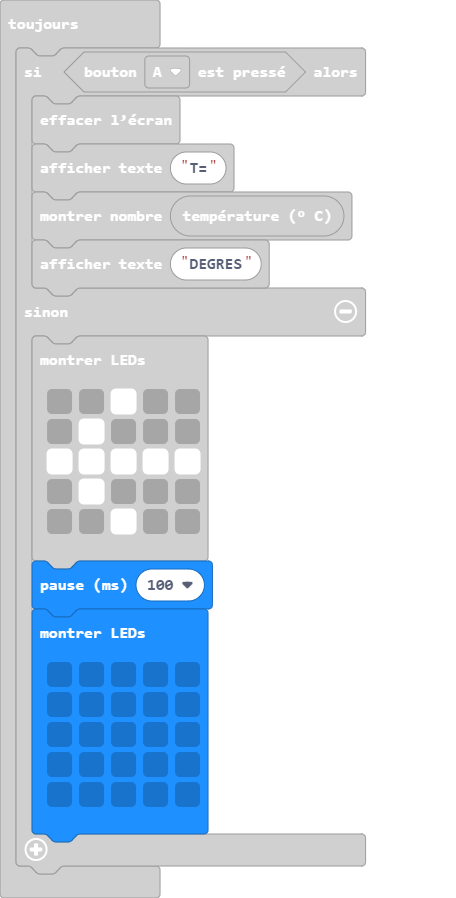 toujours
si bouton A est pressé alors
effacer l'écran
afficher texte "T="
montrer nombre température (º C)
afficher texte "DEGRES"
sinon
montrer LEDs
pause (ms) 100
montrer LEDs